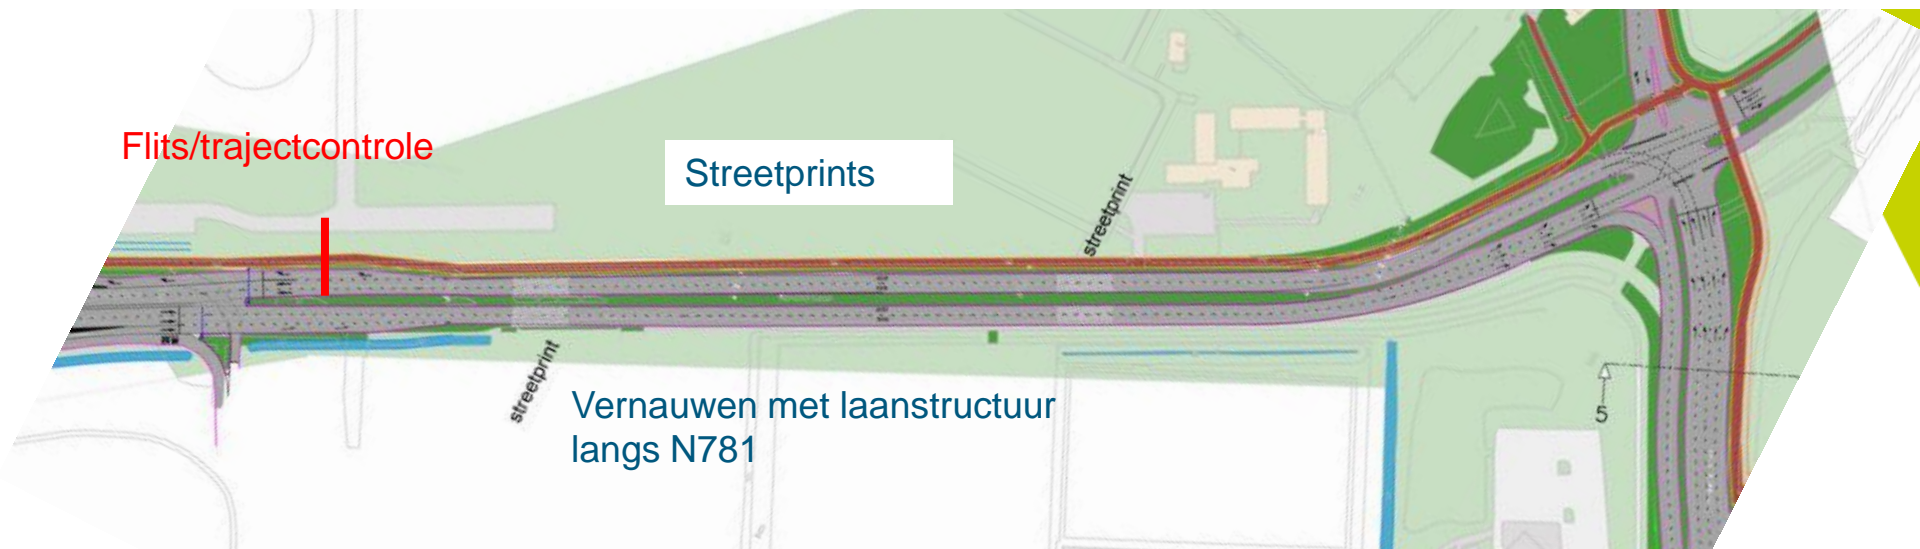 Flits/trajectcontrole
Streetprints
streetprint
streetprint
Vernauwen met laanstructuur
langs N781
5